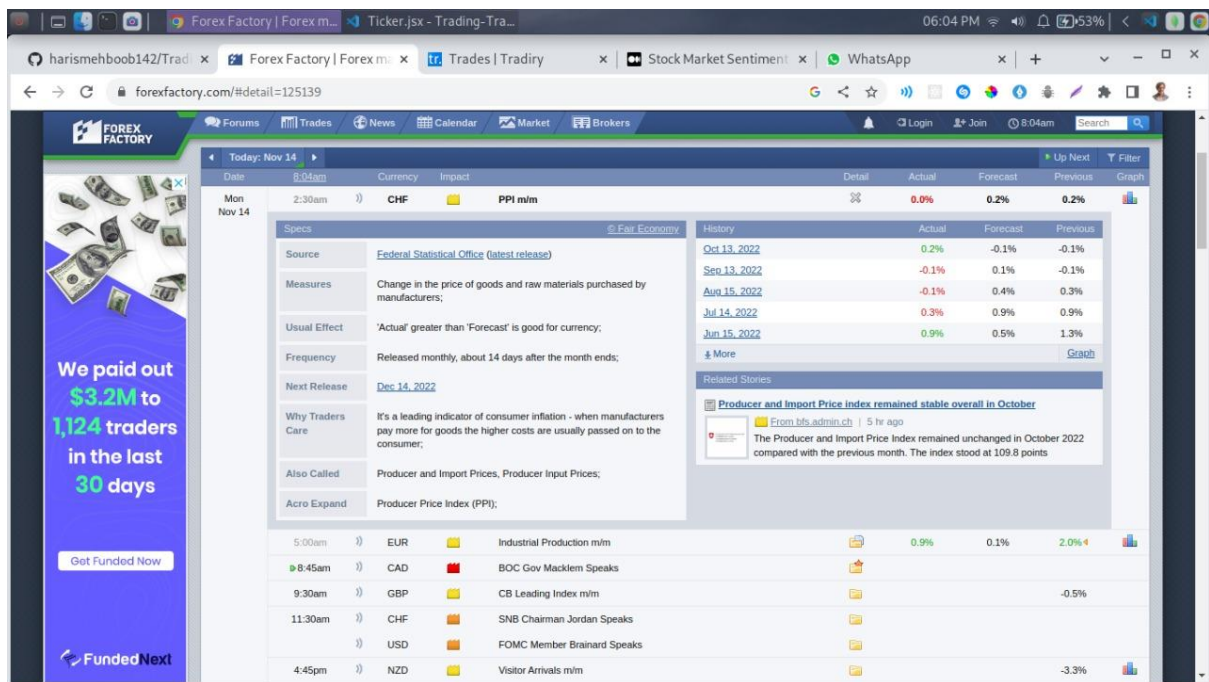 Forex Factory | Forex m...
Ticker.jsx - Trading-Tra...
06:04 PM
53%
harismehboob142/Tradi
Forex Factory | Forex ma
tr. Trades | Tradiry
Stock Market Sentiment
WhatsApp
forexfactory.com/#detail=125139
FOREX
FACTORY
Forums
Trades
News
Calendar
Market
Brokers
Login
Join
8:04am
Search
Today: Nov 14
Up Next
Filter
Date 8:04am Currency Impact Detail Actual Forecast Previous Graph
Mon
Nov 14
2:30am CHF PPI m/m 0.0% 0.2% 0.2%
Specs © Fair Economy
Source Federal Statistical Office (latest release)
Measures Change in the price of goods and raw materials purchased by
manufacturers;
Usual Effect 'Actual' greater than 'Forecast' is good for currency;
Frequency Released monthly, about 14 days after the month ends;
Next Release Dec 14, 2022
Why Traders
Care
It's a leading indicator of consumer inflation - when manufacturers
pay more for goods the higher costs are usually passed on to the
consumer;
Also Called Producer and Import Prices, Producer Input Prices;
Acro Expand Producer Price Index (PPI);
History Actual Forecast Previous
Oct 13, 2022 0.2% -0.1% -0.1%
Sep 13, 2022 -0.1% 0.1% -0.1%
Aug 15, 2022 -0.1% 0.4% 0.3%
Jul 14, 2022 0.3% 0.9% 0.9%
Jun 15, 2022 0.9% 0.5% 1.3%
More Graph
Related Stories
Producer and Import Price index remained stable overall in October
From bfs.admin.ch | 5 hr ago
The Producer and Import Price Index remained unchanged in October 2022
compared with the previous month. The index stood at 109.8 points
5:00am EUR Industrial Production m/m 0.9% 0.1% 2.0%
8:45am CAD BOC Gov Macklem Speaks
9:30am GBP CB Leading Index m/m -0.5%
11:30am CHF SNB Chairman Jordan Speaks
USD FOMC Member Brainard Speaks
4:45pm NZD Visitor Arrivals m/m -3.3%
We paid out
$3.2M to
1,124 traders
in the last
30 days
Get Funded Now
FundedNext